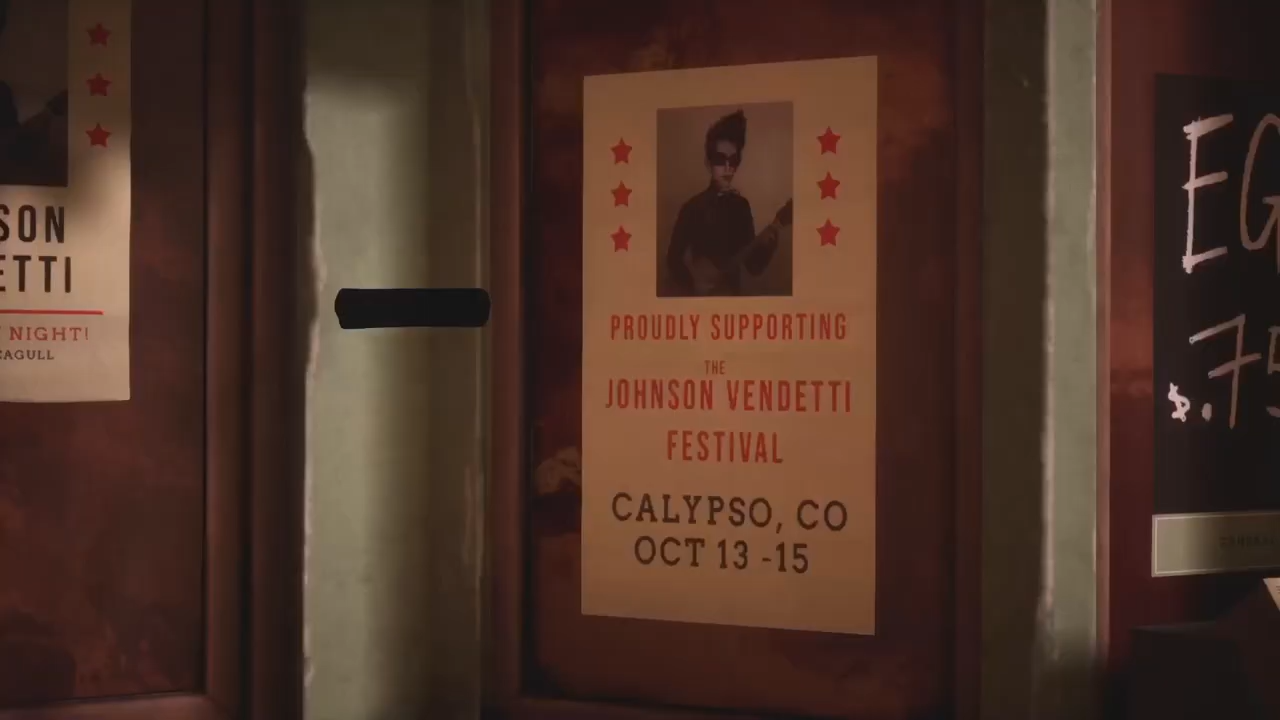 SON
ETTI
NIGHT!
EAGULL
PROUDLY SUPPORTING
THE
JOHNSON VENDETTI
FESTIVAL
CALYPSO, CO
OCT 13 -15
EG
$.75